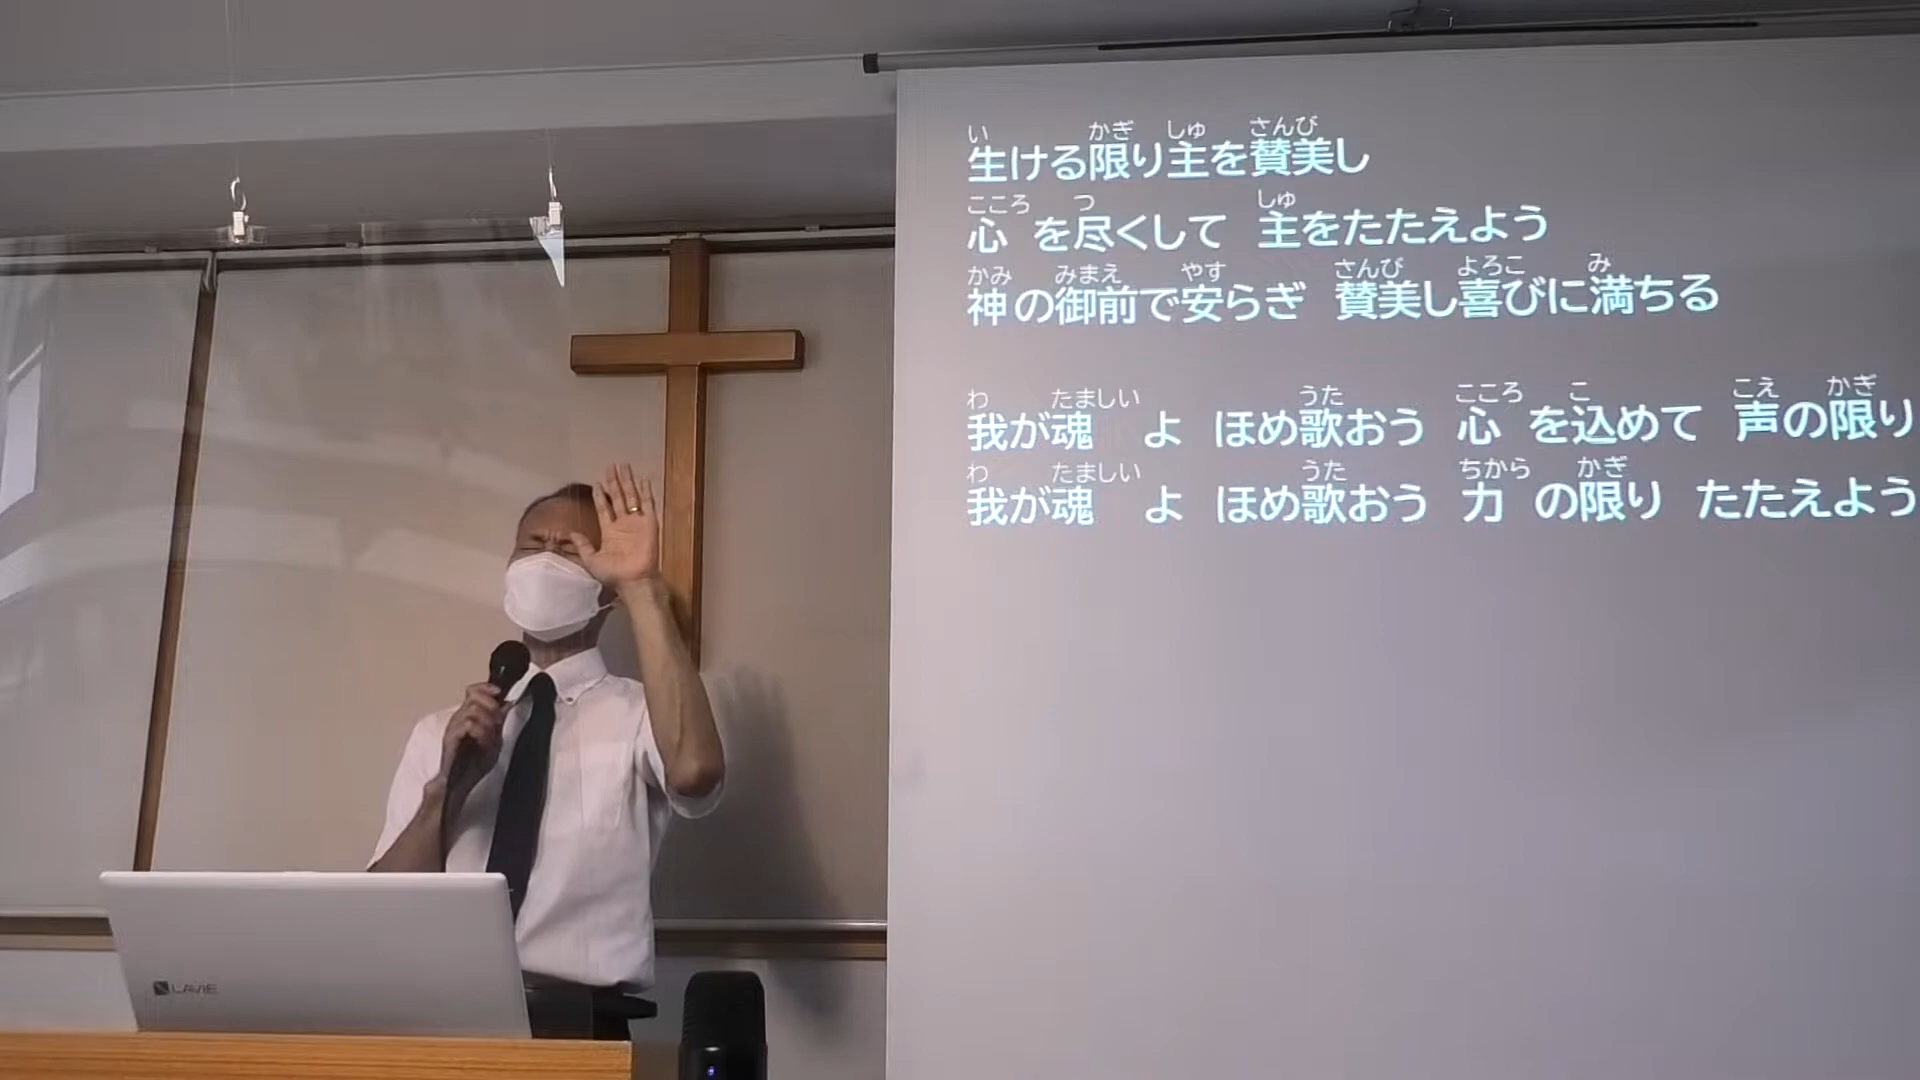 生ける限り主を賛美し
心を尽くして 主をたたえよう
神の御前で安らぎ 賛美し喜びに満ちる
我が魂よ ほめ歌おう 心を込めて 声の限り
我が魂よ ほめ歌おう 力の限り たたえよう
LAVIE